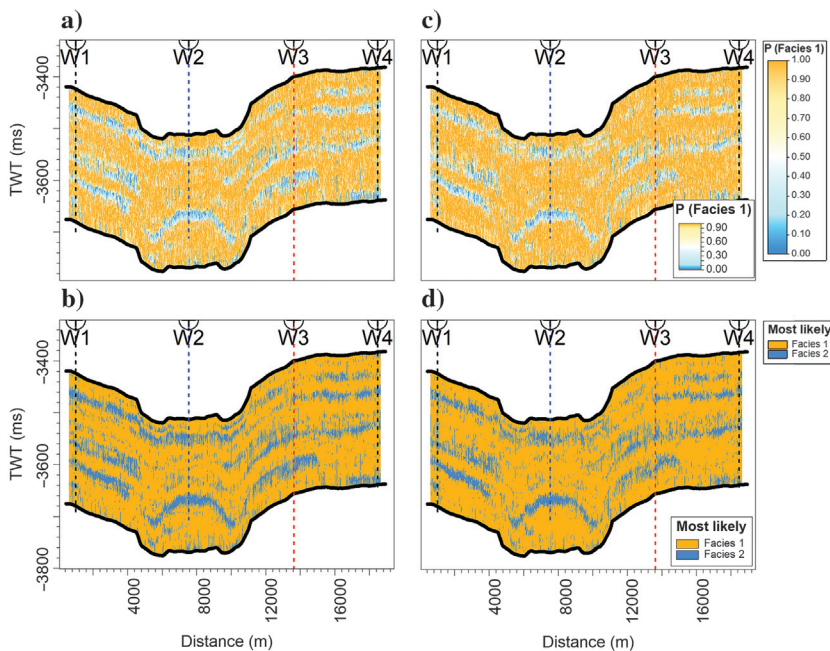 a)
W1 W2 W3 W4
−3400
−3600
TWT (ms)
c)
W1 W2 W3 W4
P (Facies 1)
0.90
0.60
0.30
0.00
P (Facies 1)
1.00
0.90
0.80
0.70
0.60
0.50
0.40
0.30
0.20
0.10
0.00
b)
W1 W2 W3 W4
−3400
−3600
−3800
TWT (ms)
4000 8000 12000 16000
Distance (m)
d)
W1 W2 W3 W4
Most likely
Facies 1
Facies 2
4000 8000 12000 16000
Distance (m)
Most likely
Facies 1
Facies 2